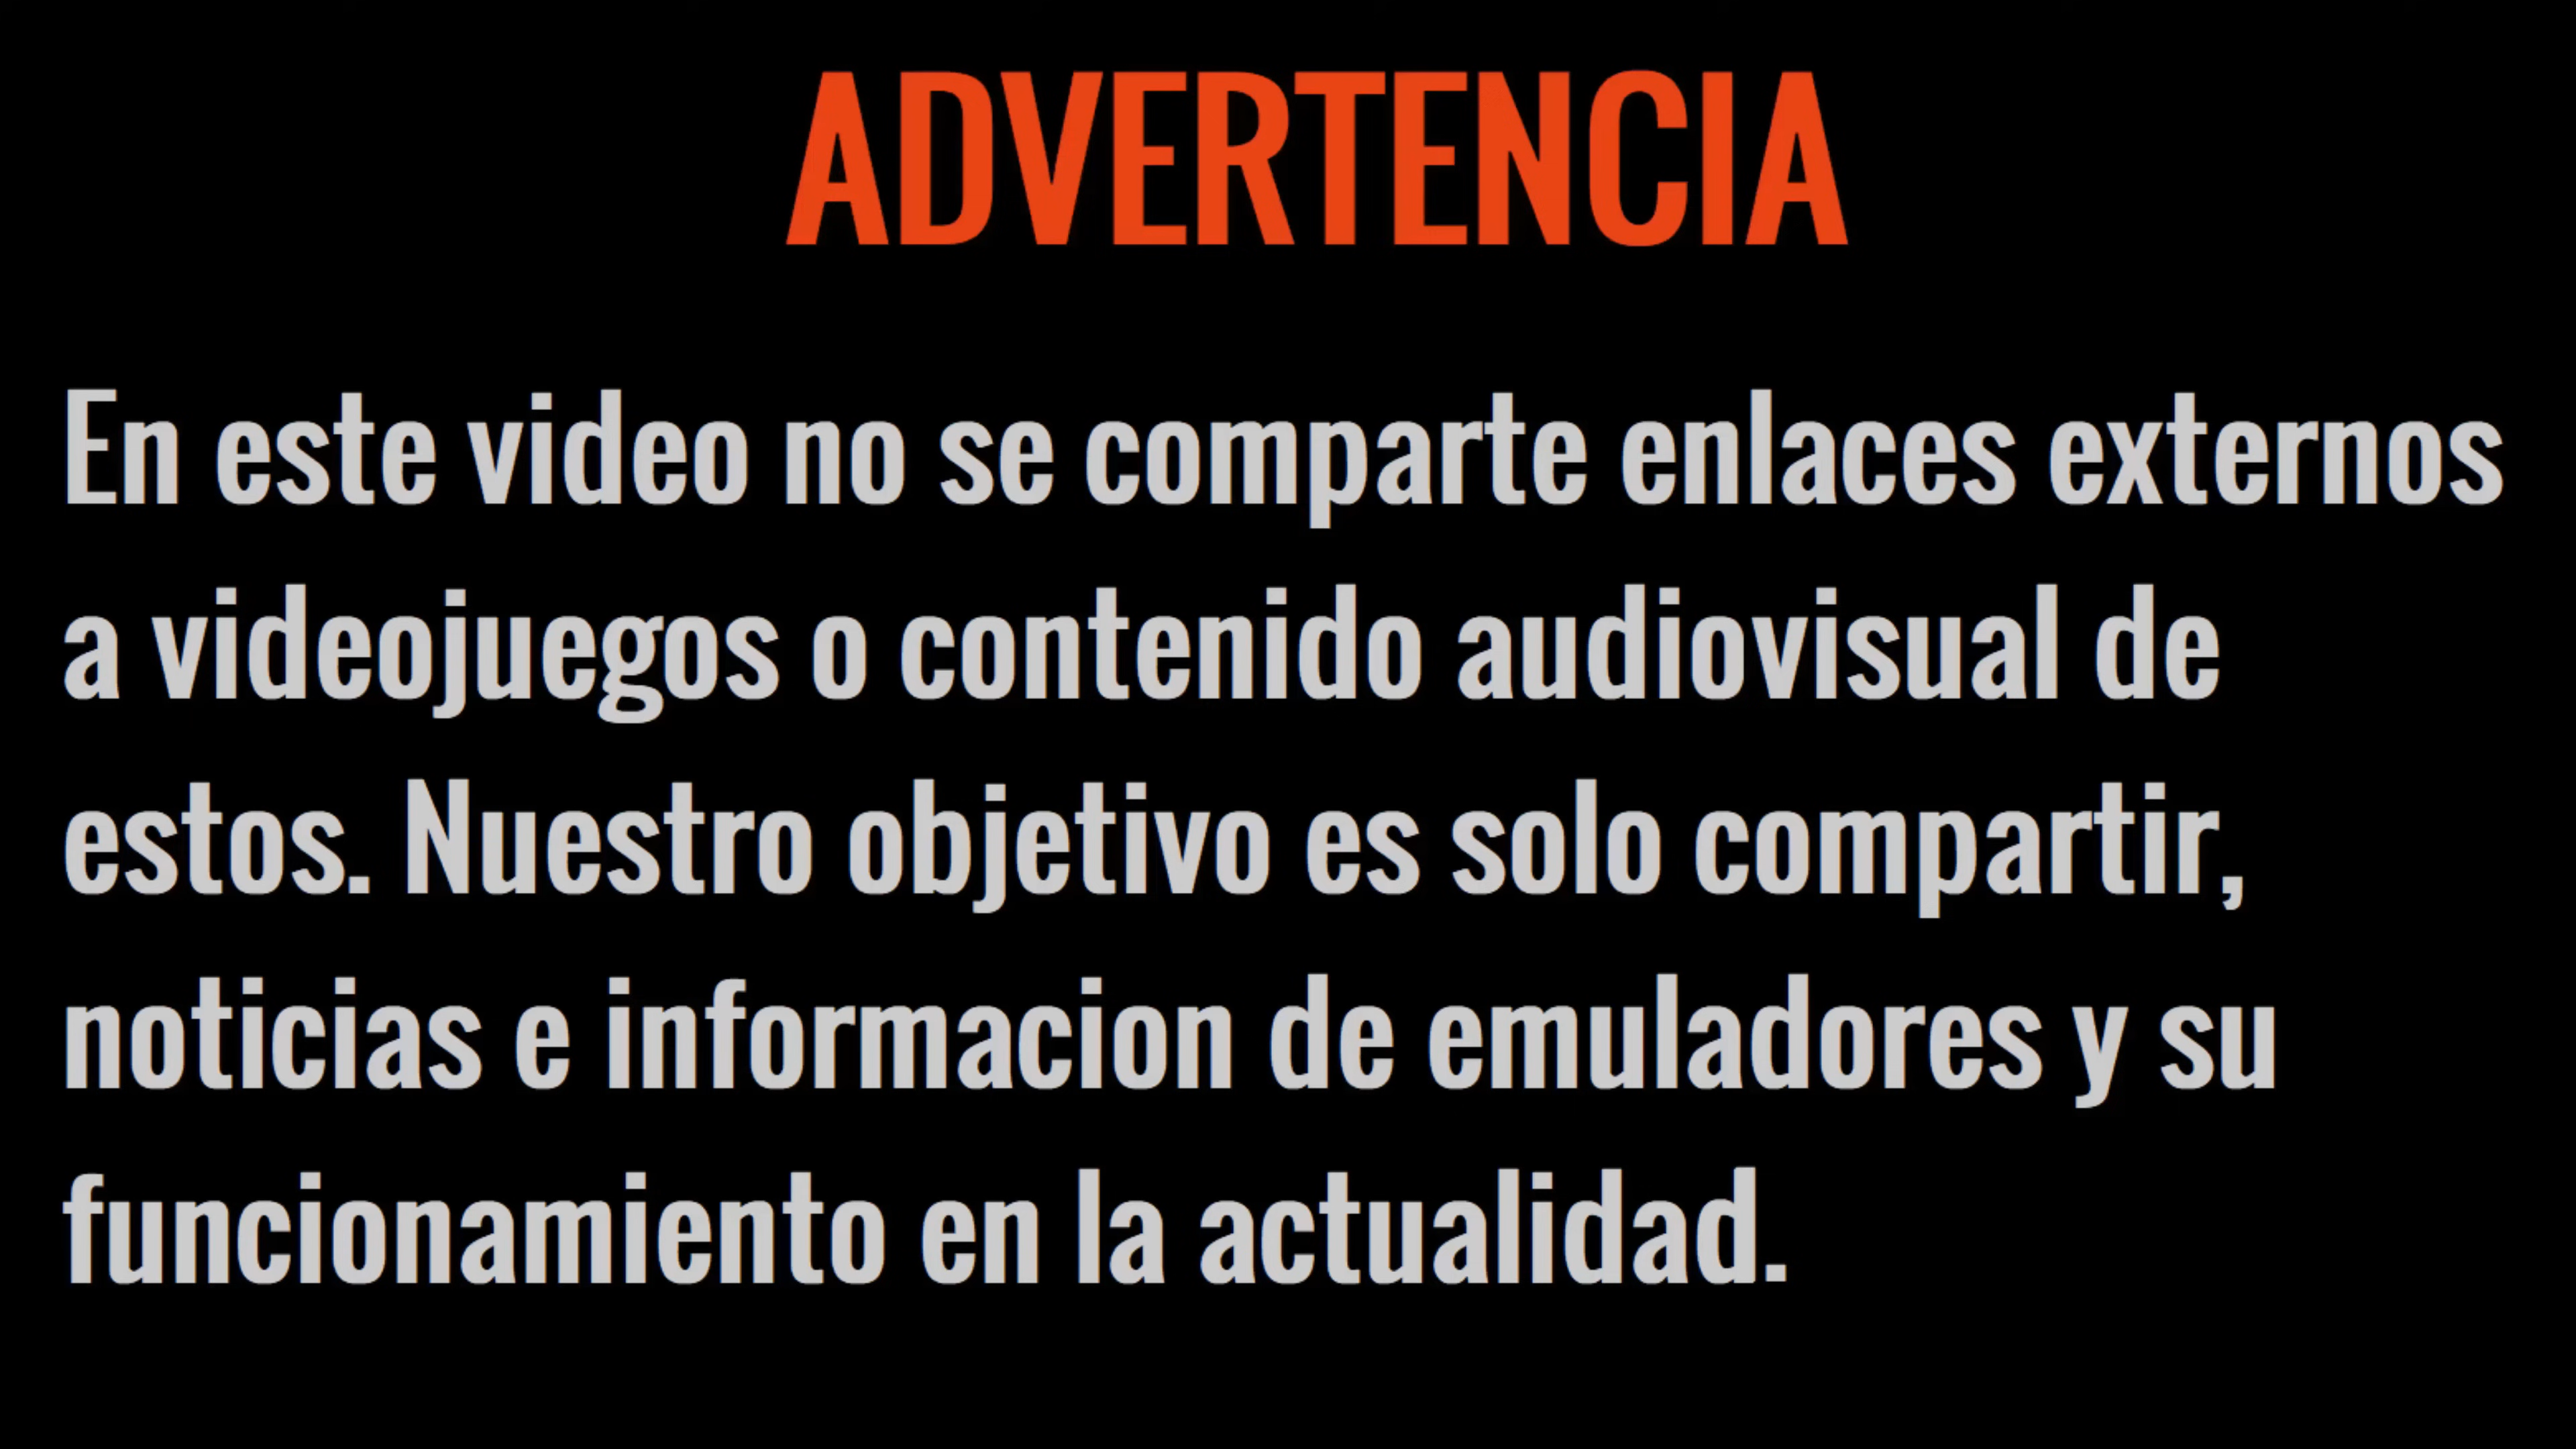 ADVERTENCIA
En este video no se comparte enlaces externos
a videojuegos o contenido audiovisual de
estos. Nuestro objetivo es solo compartir,
noticias e informacion de emuladores y su
funcionamiento en la actualidad.